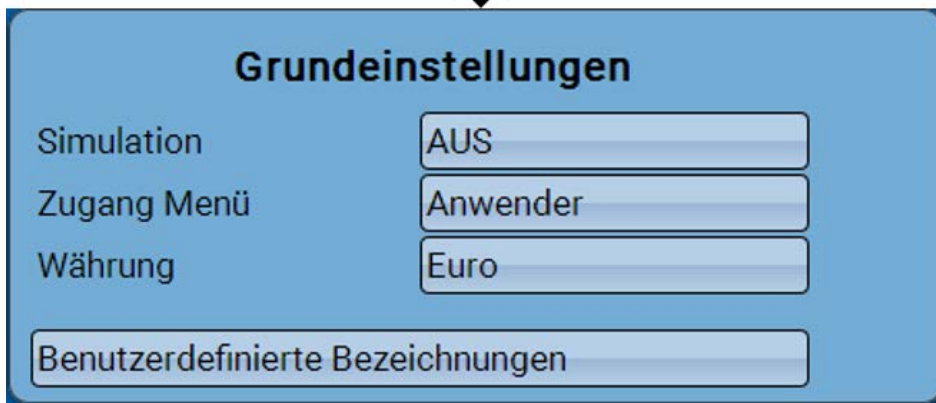 Grundeinstellungen
Simulation AUS
Zugang Menü Anwender
Währung Euro
Benutzerdefinierte Bezeichnungen